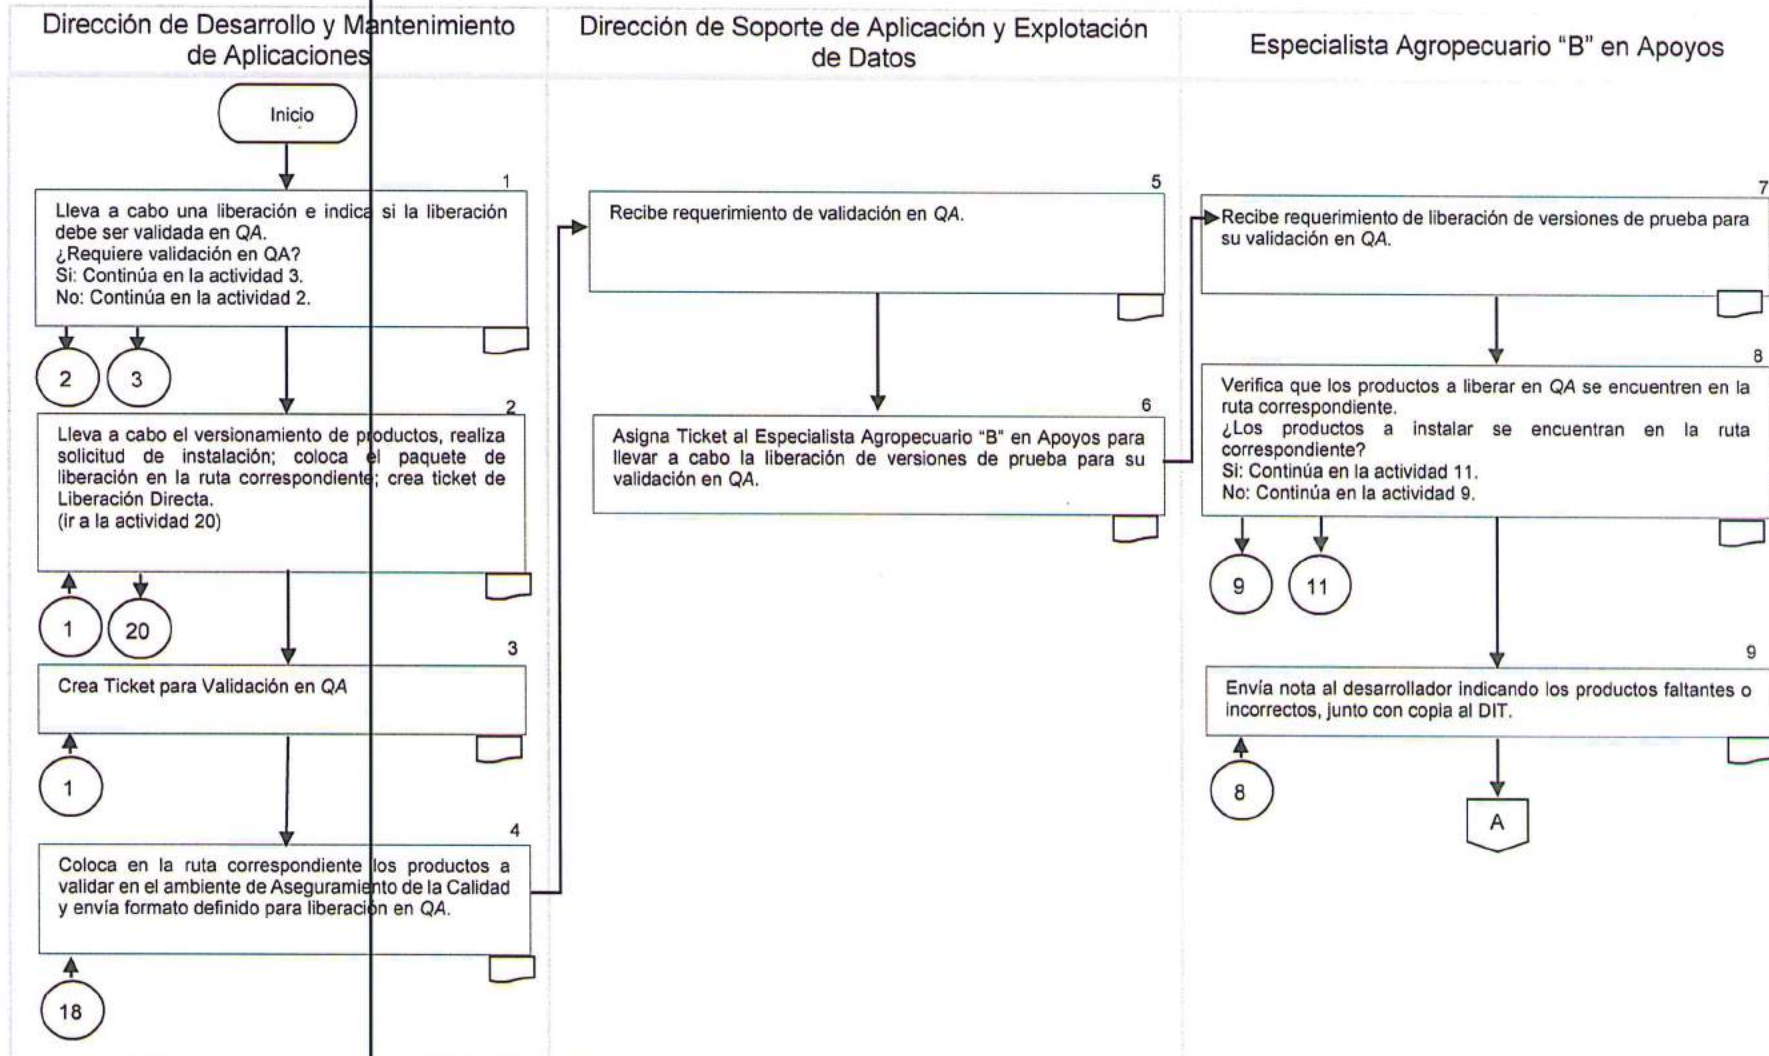 Dirección de Desarrollo y Mantenimiento
de Aplicaciones
Inicio
1
Lleva a cabo una liberación e indica si la liberación
debe ser validada en QA.
¿Requiere validación en QA?
Si: Continúa en la actividad 3.
No: Continúa en la actividad 2.
2
3
2
Lleva a cabo el versionamiento de productos, realiza
solicitud de instalación; coloca el paquete de
liberación en la ruta correspondiente; crea ticket de
Liberación Directa.
(ir a la actividad 20)
1
20
3
Crea Ticket para Validación en QA
1
4
Coloca en la ruta correspondiente los productos a
validar en el ambiente de Aseguramiento de la Calidad
y envía formato definido para liberación en QA.
18
Dirección de Soporte de Aplicación y Explotación
de Datos
5
Recibe requerimiento de validación en QA.
6
Asigna Ticket al Especialista Agropecuario "B" en Apoyos para
llevar a cabo la liberación de versiones de prueba para su
validación en QA.
Especialista Agropecuario "B" en Apoyos
7
Recibe requerimiento de liberación de versiones de prueba para
su validación en QA.
8
Verifica que los productos a liberar en QA se encuentren en la
ruta correspondiente.
¿Los productos a instalar se encuentran en la ruta
correspondiente?
Si: Continúa en la actividad 11.
No: Continúa en la actividad 9.
9
11
9
Envía nota al desarrollador indicando los productos faltantes o
incorrectos, junto con copia al DIT.
8
A